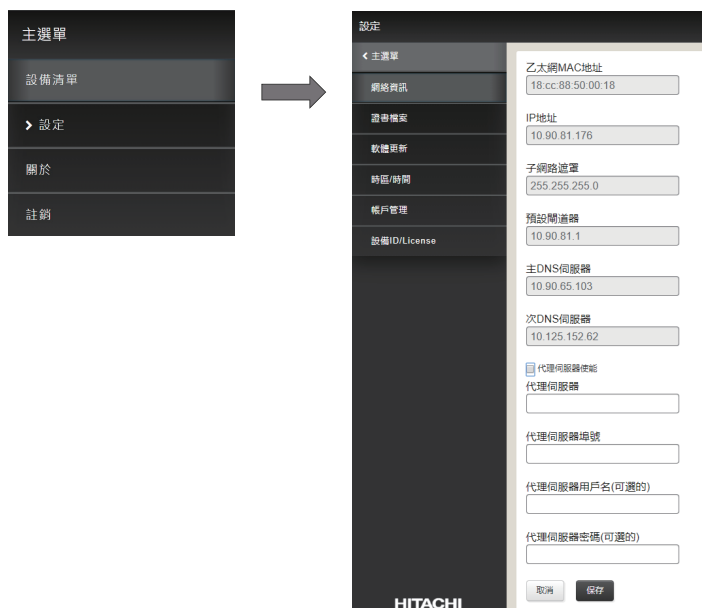 主選單
設備清單
設定
關於
註銷
設定
主選單
網絡資訊
證書檔案
軟體更新
時區/時間
帳戶管理
設備ID/License
HITACHI
乙太網MAC地址
18:cc:88:50:00:18
IP地址
10.90.81.176
子網路遮罩
255.255.255.0
預設閘道器
10.90.81.1
主DNS伺服器
10.90.65.103
次DNS伺服器
10.125.152.62
代理伺服器使能
代理伺服器
代理伺服器埠號
代理伺服器用戶名(可選的)
代理伺服器密碼(可選的)
取消 保存